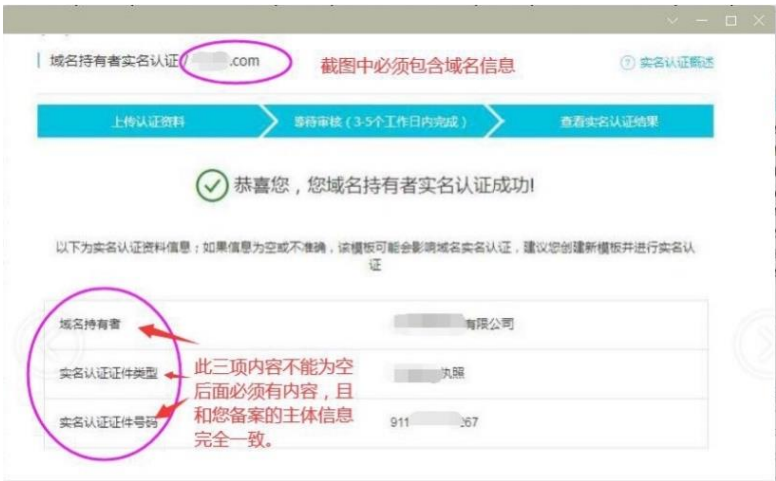 域名持有者实名认证 / .com
截图中必须包含域名信息
实名认证概述
上传认证资料
等待审核（3-5个工作日内完成）
查看实名认证结果
恭喜您，您域名持有者实名认证成功!
以下为实名认证资料信息：如果信息为空或不准确，该模板可能会影响域名实名认证，建议您创建新模板并进行实名认
证
域名持有者
有限公司
实名认证证件类型
执照
实名认证证件号码
911 267
此三项内容不能为空
后面必须有内容，且
和您备案的主体信息
完全一致。